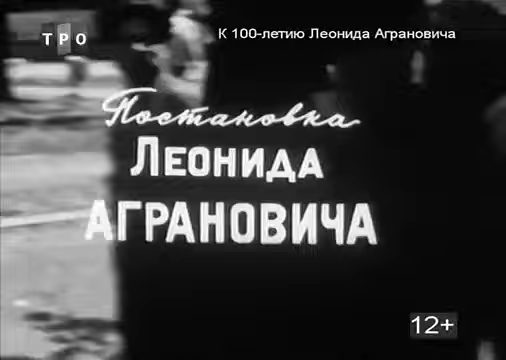 ТРО
К 100-летию Леонида Аграновича
Постановка
ЛЕОНИДА
АГРАНОВИЧА
12+